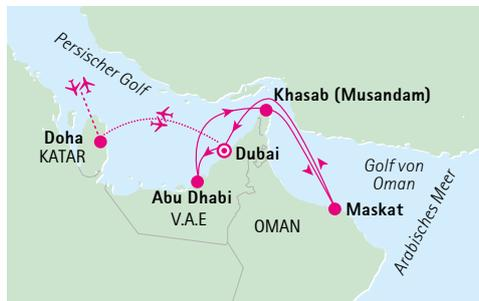 Persischer Golf
Khasab (Musandam)
Doha
KATAR
Dubai
Golf von
Oman
Abu Dhabi
V.A.E
OMAN
Maskat
Arabisches Meer